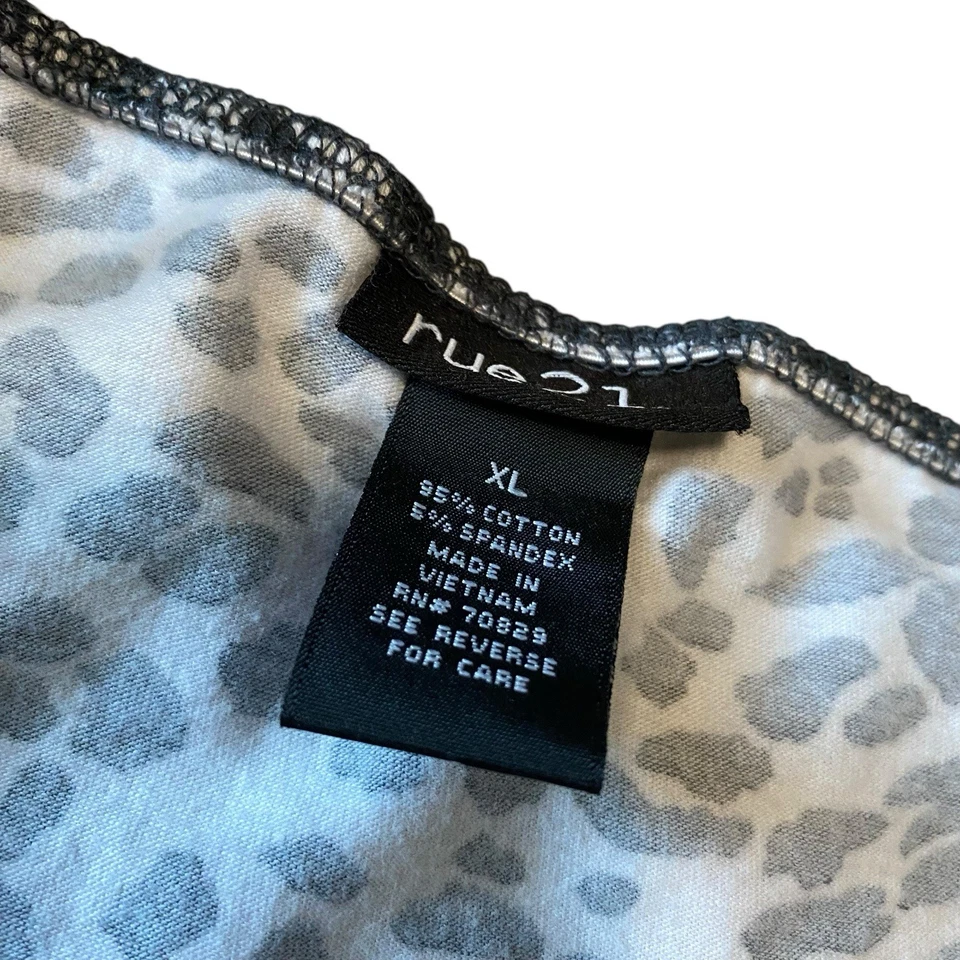 rue21
XL
95% COTTON
5% SPANDEX
MADE IN
VIETNAM
RN# 70829
SEE REVERSE
FOR CARE